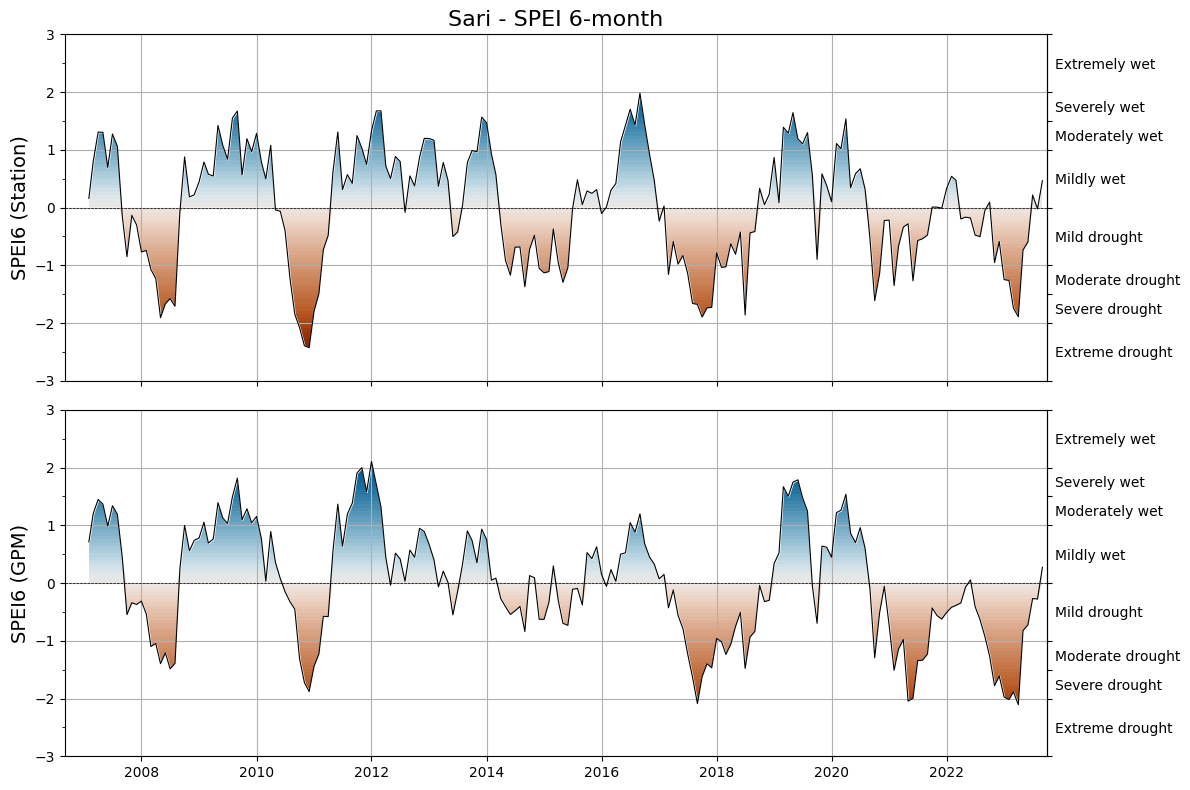 Sari - SPEI 6-month
SPEI6 (Station)
3
2
1
0
−1
−2
−3
Extremely wet
Severely wet
Moderately wet
Mildly wet
Mild drought
Moderate drought
Severe drought
Extreme drought
SPEI6 (GPM)
3
2
1
0
−1
−2
−3
Extremely wet
Severely wet
Moderately wet
Mildly wet
Mild drought
Moderate drought
Severe drought
Extreme drought
2008 2010 2012 2014 2016 2018 2020 2022